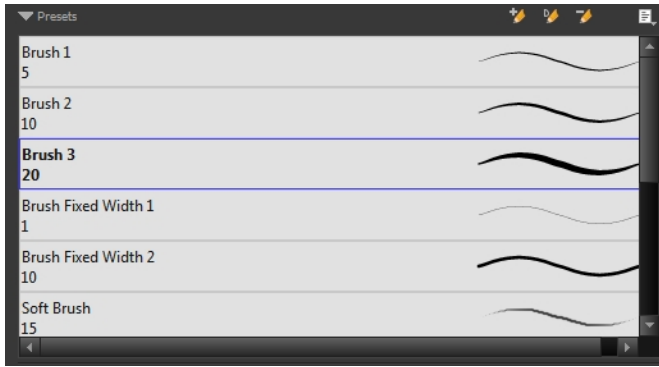 Presets
Brush 1
5
Brush 2
10
Brush 3
20
Brush Fixed Width 1
1
Brush Fixed Width 2
10
Soft Brush
15